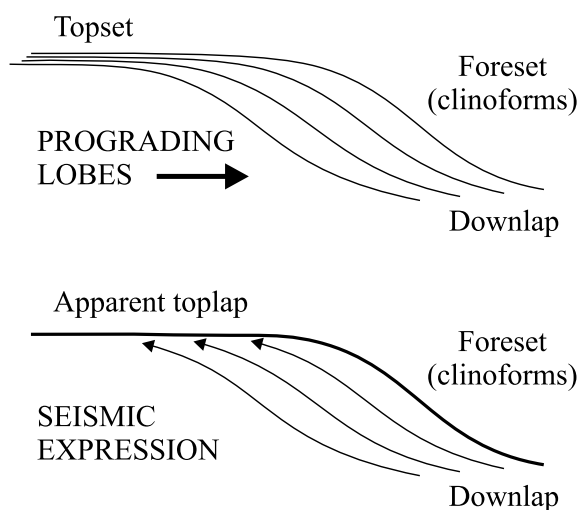 Topset
Foreset
(clinoforms)
PROGRADING
LOBES
Downlap
Apparent toplap
Foreset
(clinoforms)
SEISMIC
EXPRESSION
Downlap